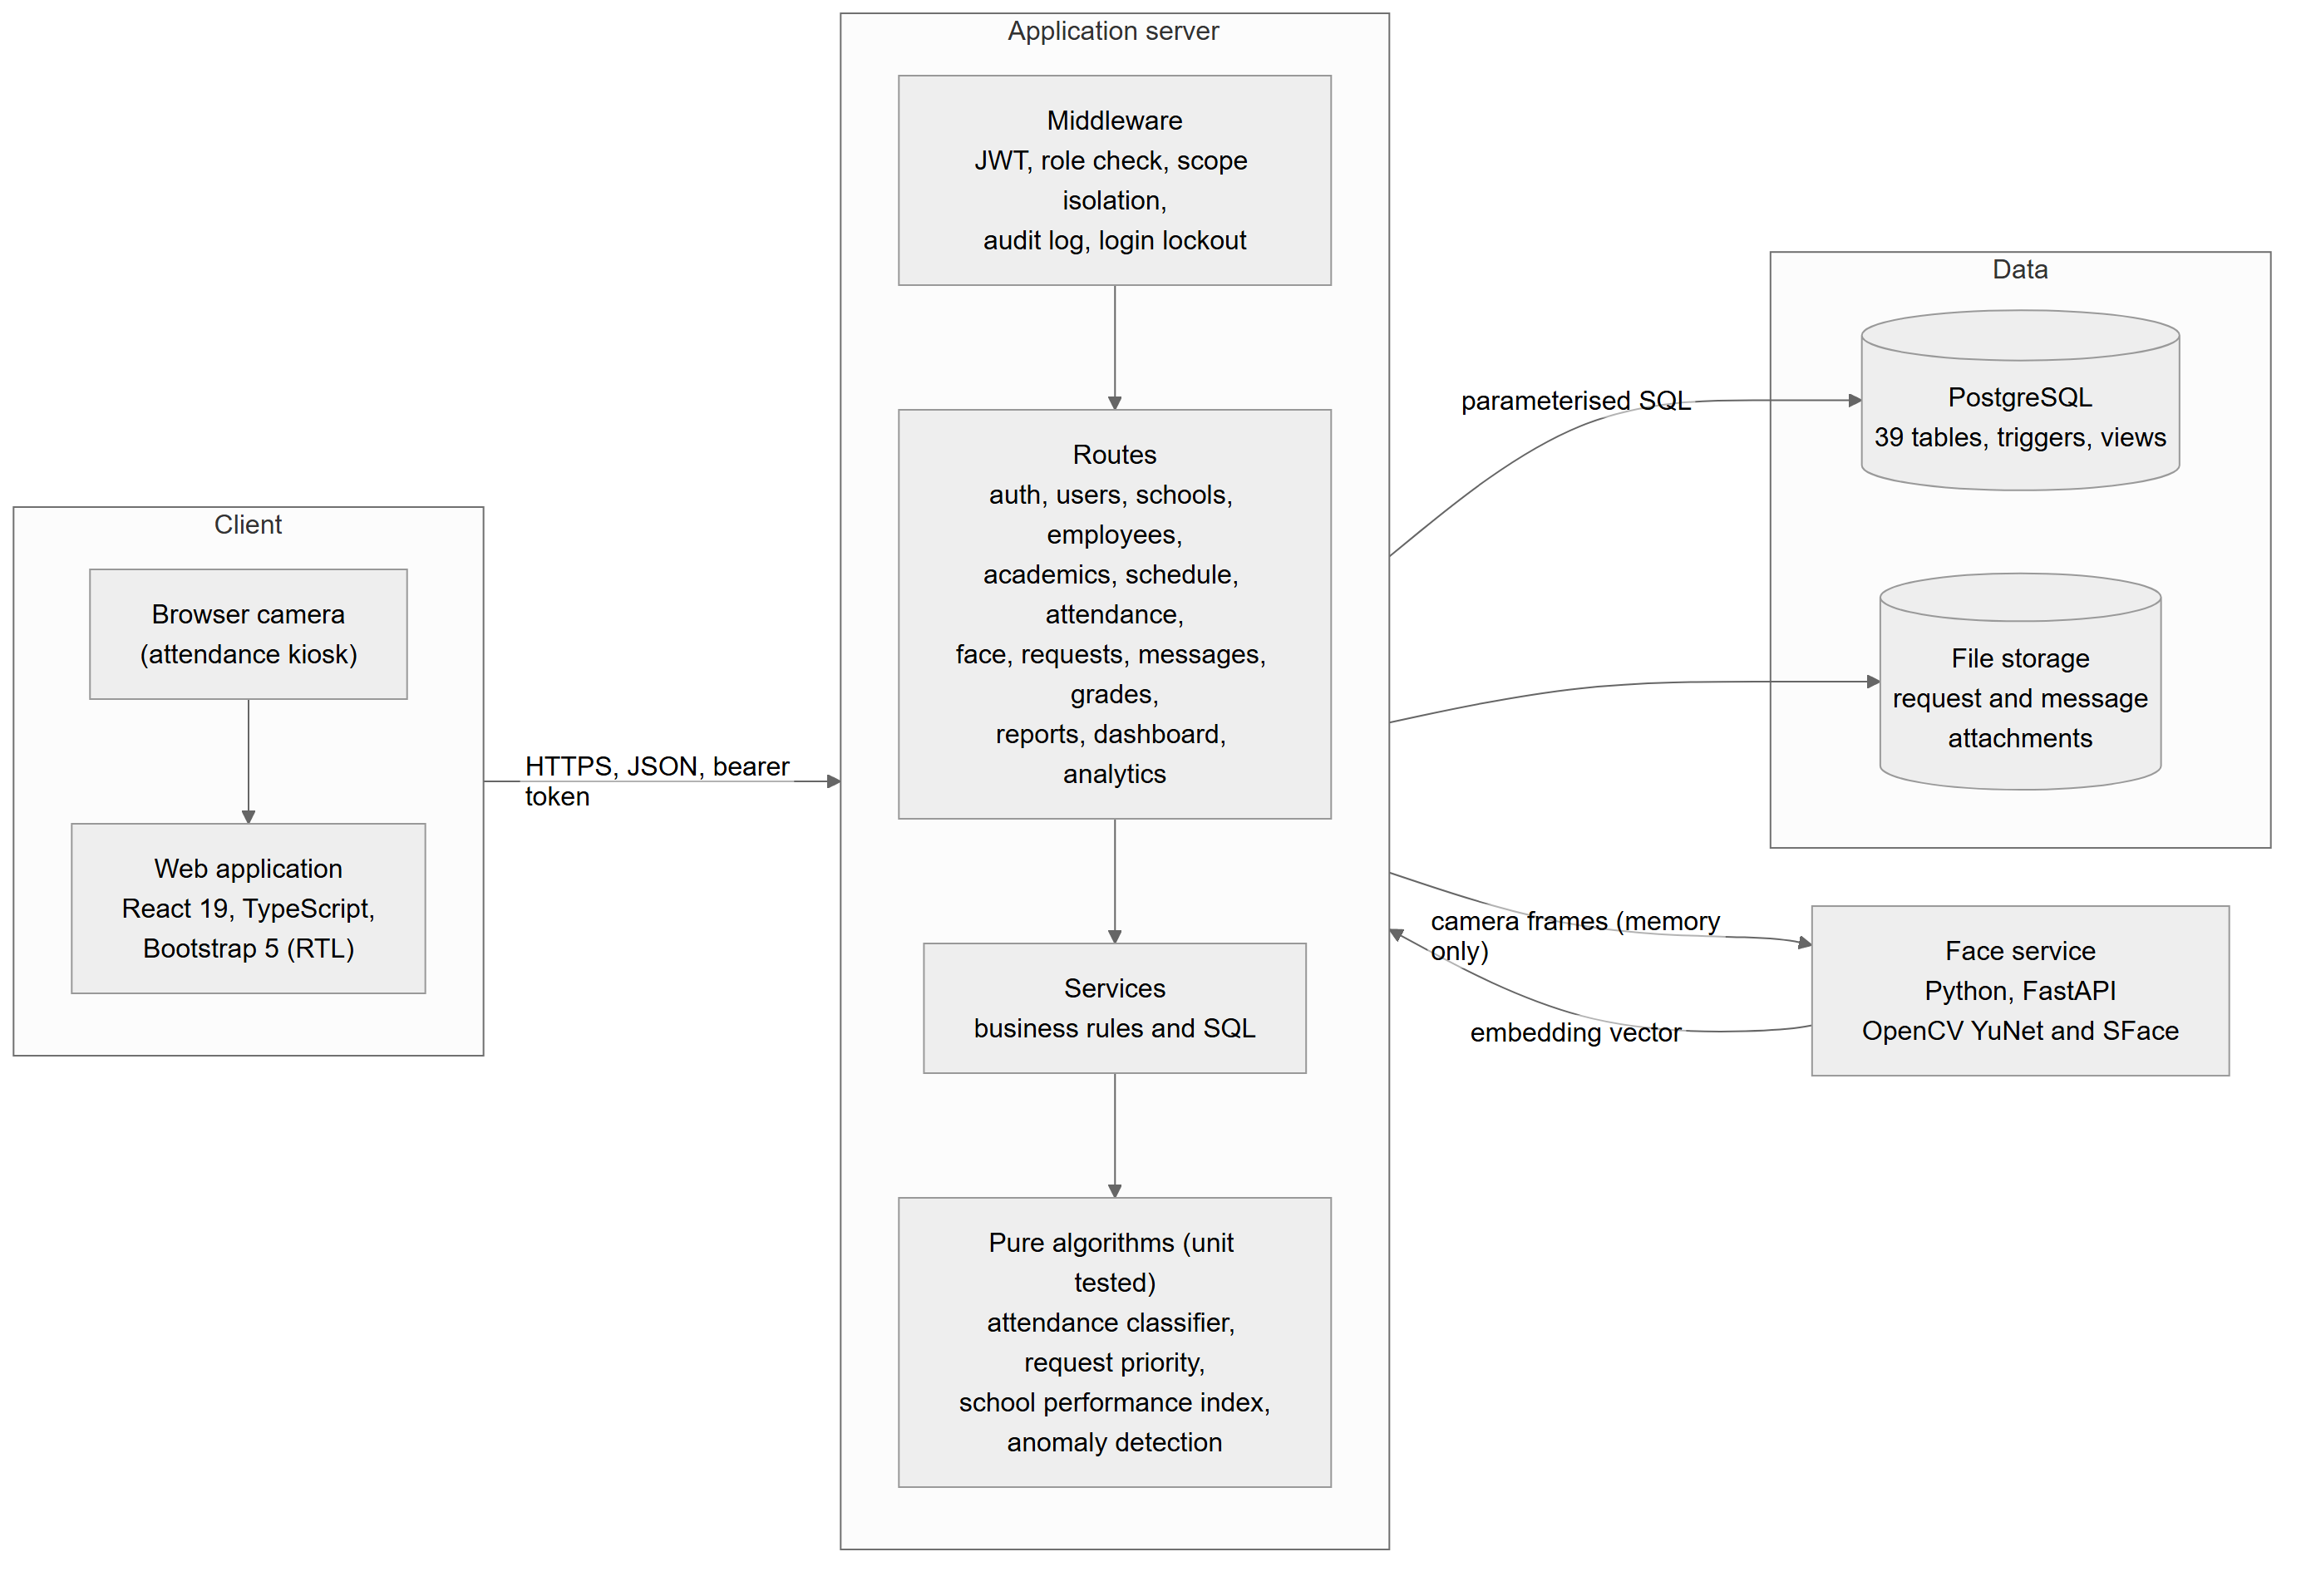 Client
Browser camera
(attendance kiosk)
Web application
React 19, TypeScript,
Bootstrap 5 (RTL)
HTTPS, JSON, bearer
token
Application server
Middleware
JWT, role check, scope
isolation,
audit log, login lockout
Routes
auth, users, schools,
employees,
academics, schedule,
attendance,
face, requests, messages,
grades,
reports, dashboard,
analytics
Services
business rules and SQL
Pure algorithms (unit
tested)
attendance classifier,
request priority,
school performance index,
anomaly detection
parameterised SQL
camera frames (memory
only)
embedding vector
Data
PostgreSQL
39 tables, triggers, views
File storage
request and message
attachments
Face service
Python, FastAPI
OpenCV YuNet and SFace